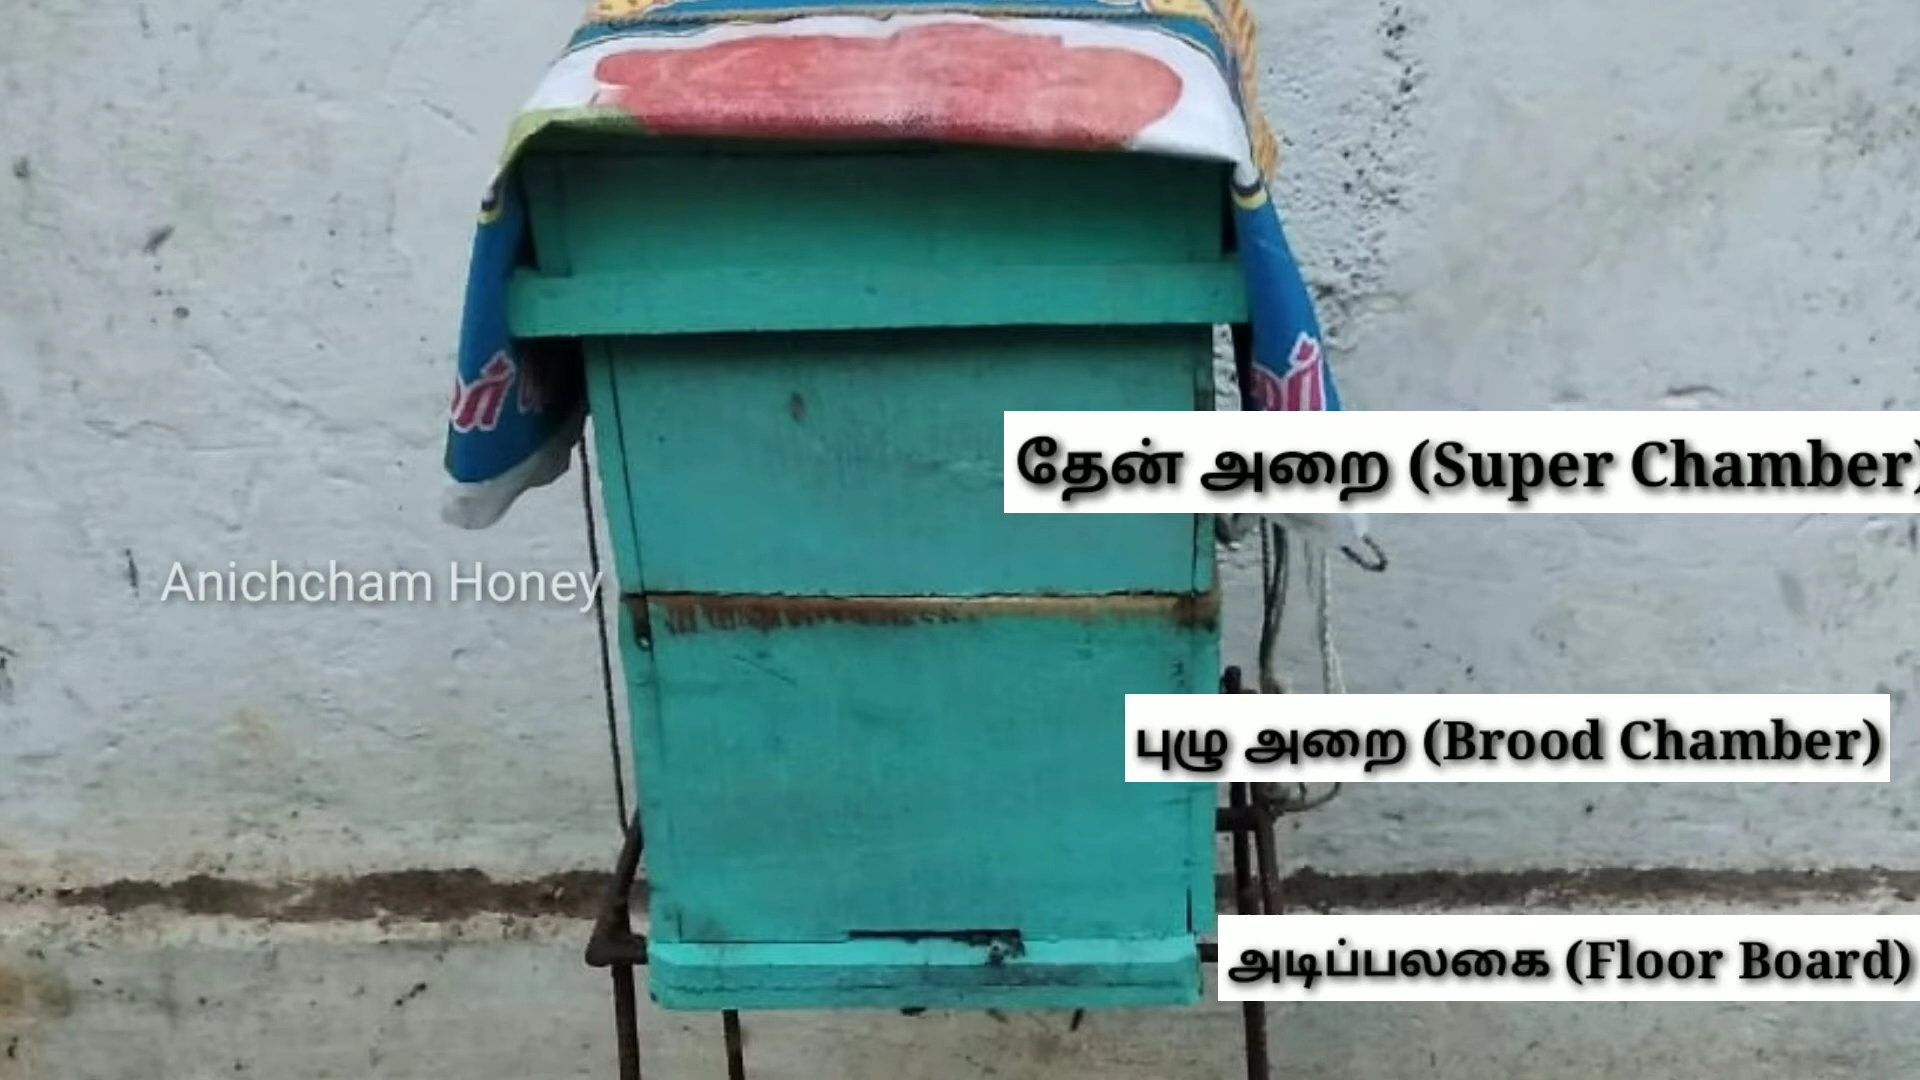 தேன் அறை (Super Chamber)
Anichcham Honey
புழு அறை (Brood Chamber)
அடிப்பலகை (Floor Board)